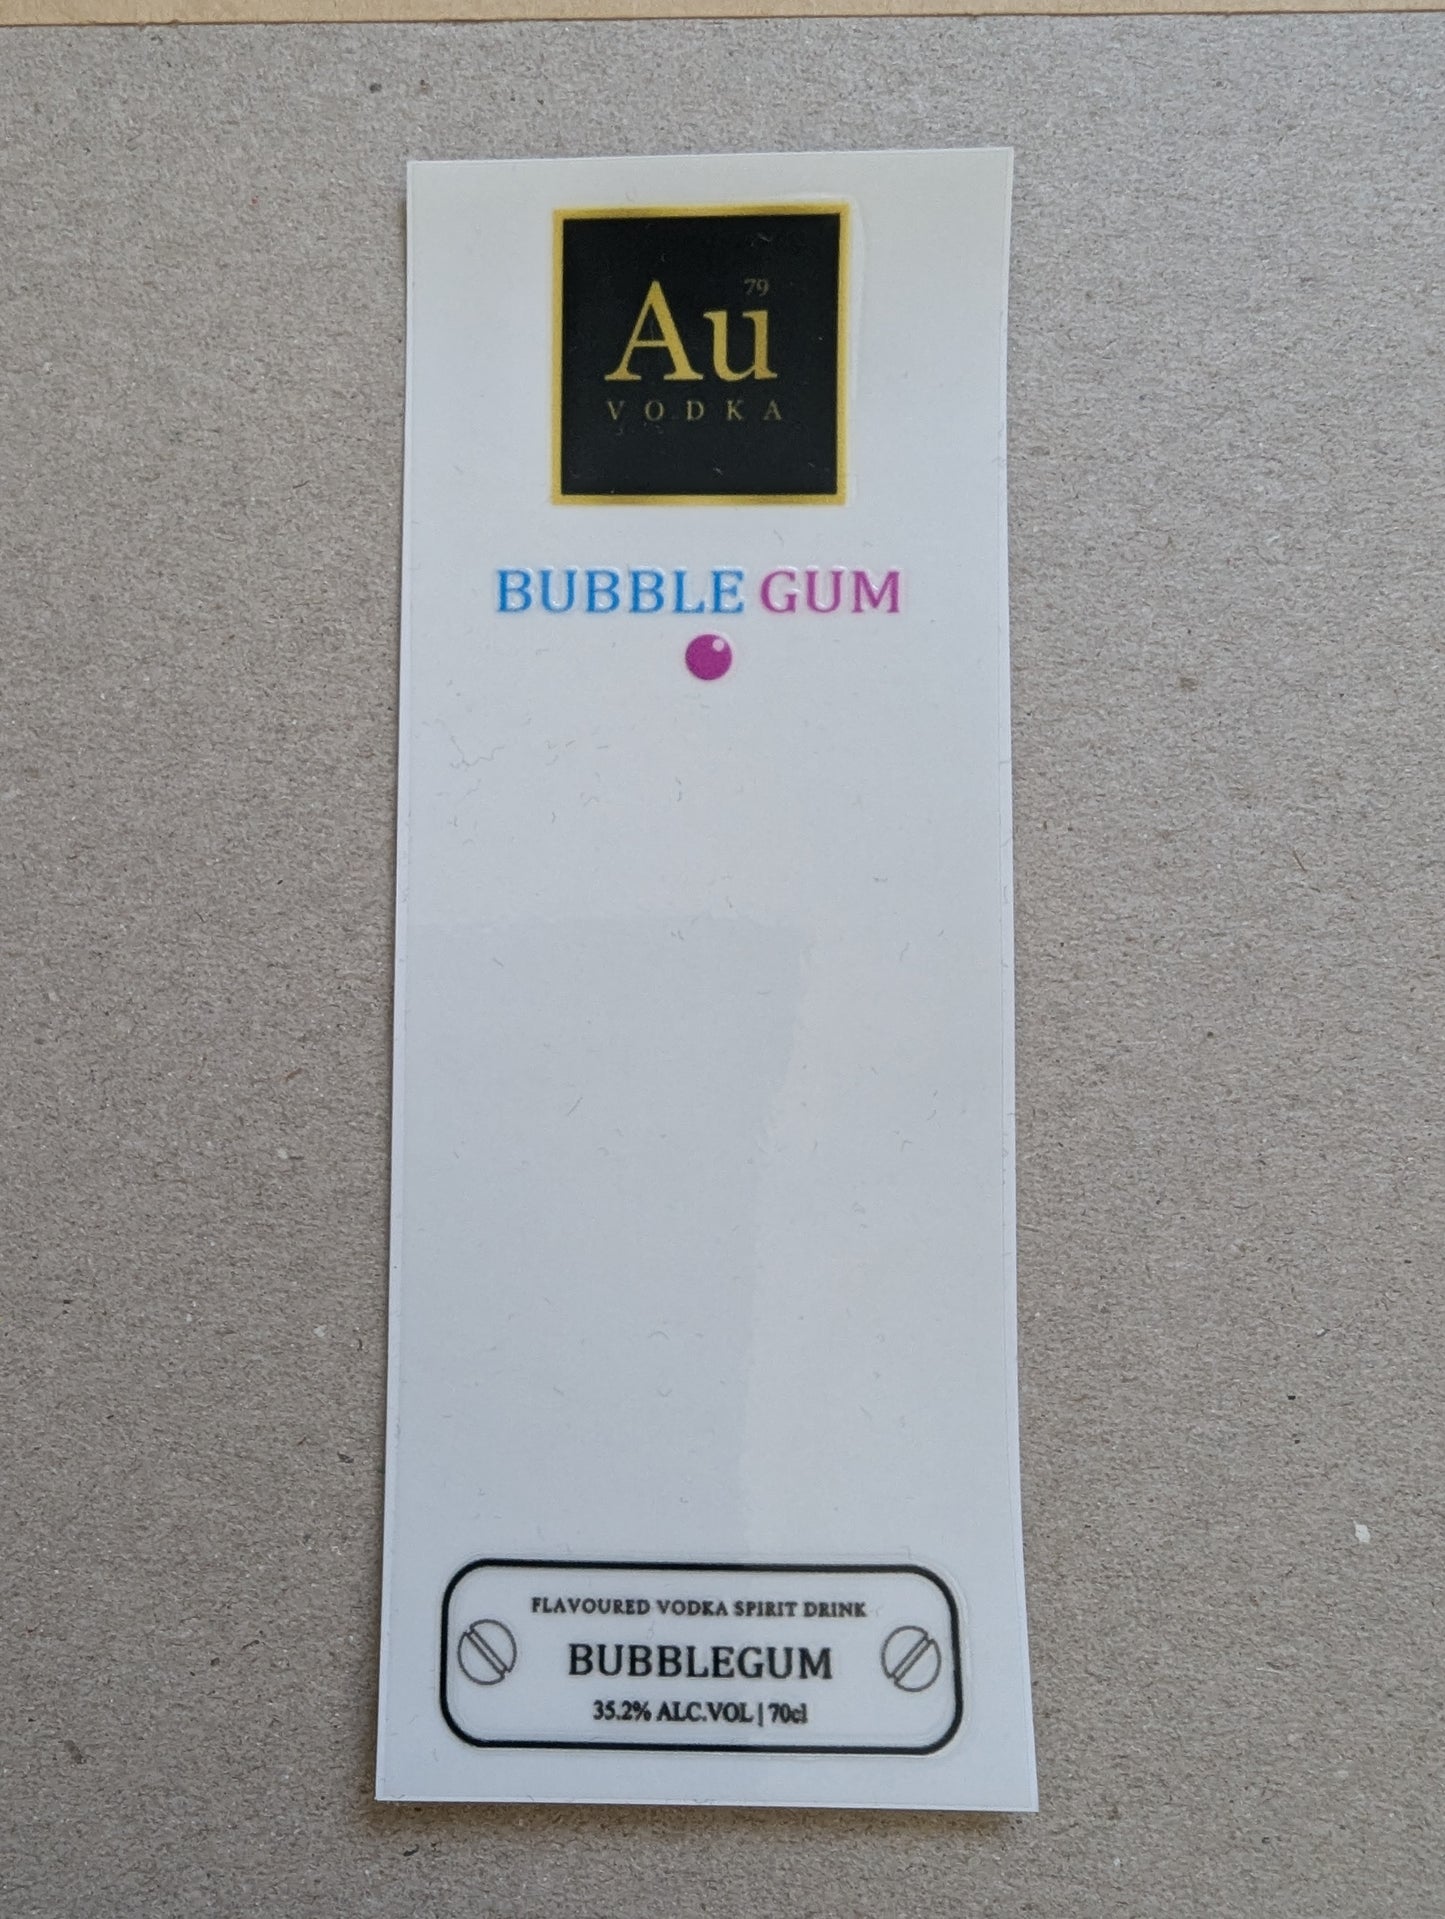 79
Au
VODKA
BUBBLE GUM
FLAVOURED VODKA SPIRIT DRINK
BUBBLEGUM
35.2% ALC.VOL | 70cl